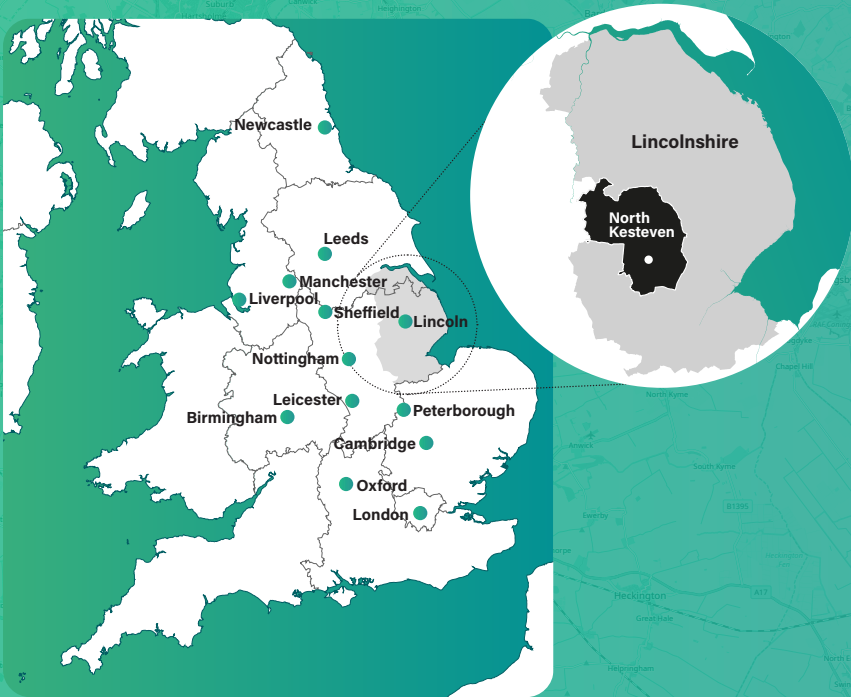 Newcastle
Leeds
Manchester
Liverpool
Sheffield
Lincoln
Nottingham
Leicester
Birmingham
Peterborough
Cambridge
Oxford
London
Lincolnshire
North
Kesteven
Heighington
Chapel Hill
North Kyme
Anwick
South Kyme
B1395
Ewerby
Heckington
A17
Great Hale
Helpringham